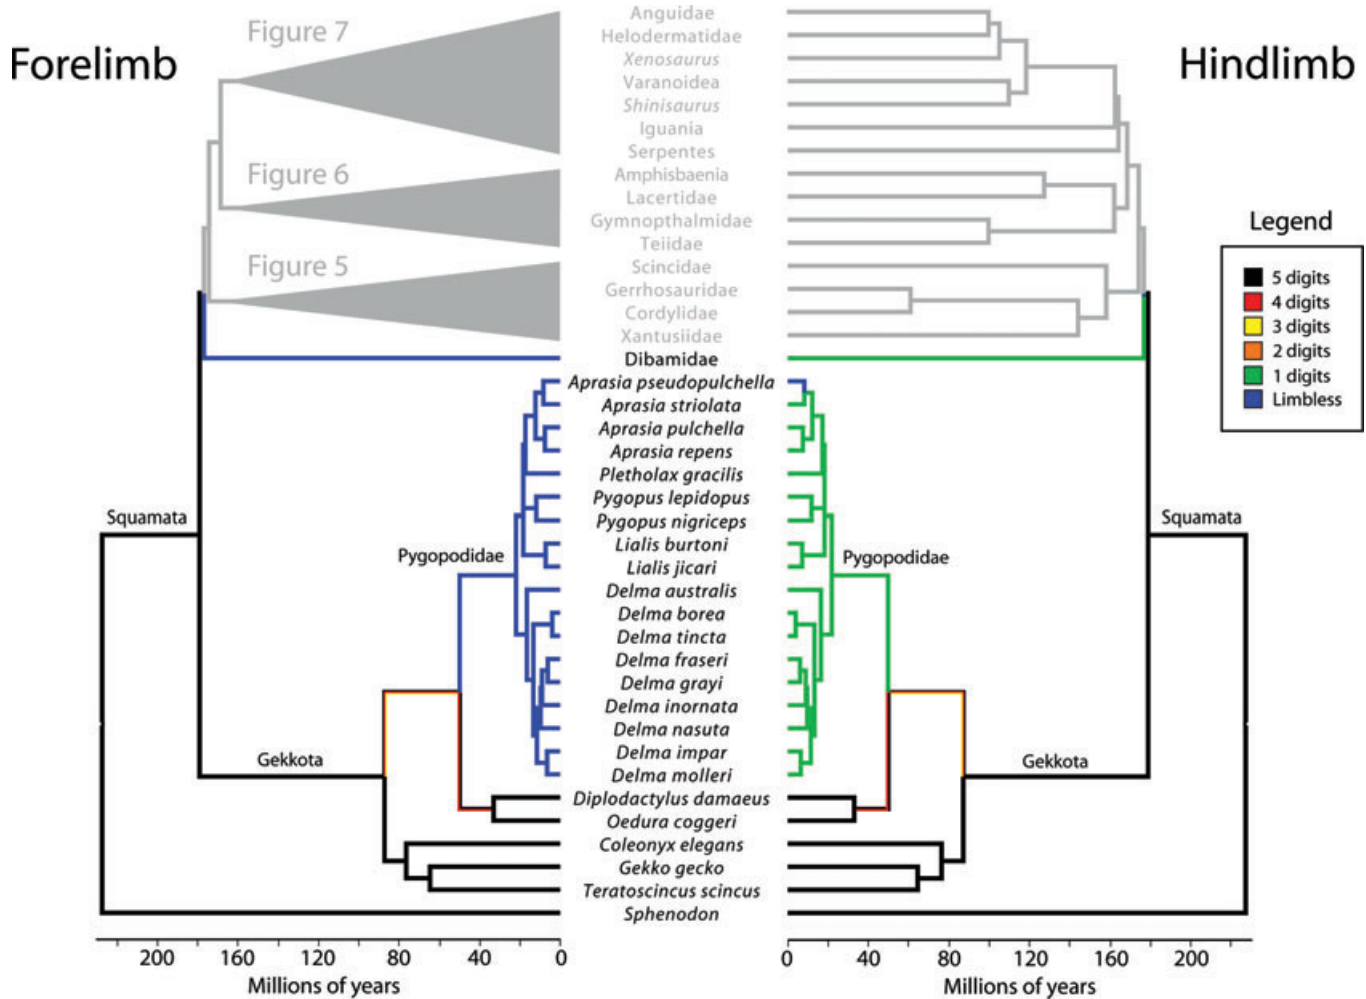 Forelimb
Hindlimb
Figure 7
Figure 6
Figure 5
Anguidae
Helodermatidae
Xenosaurus
Varanoidea
Shinisaurus
Iguania
Serpentes
Amphisbaenia
Lacertidae
Gymnopthalmidae
Teiidae
Scincidae
Gerrhosauridae
Cordylidae
Xantusiidae
Dibamidae
Aprasia pseudopulchella
Aprasia striolata
Aprasia pulchella
Aprasia repens
Pletholax gracilis
Pygopus lepidopus
Pygopus nigriceps
Lialis burtoni
Lialis jicari
Delma australis
Delma borea
Delma tincta
Delma fraseri
Delma grayi
Delma inornata
Delma nasuta
Delma impar
Delma molleri
Diplodactylus damaeus
Oedura coggeri
Coleonyx elegans
Gekko gecko
Teratoscincus scincus
Sphenodon
Squamata
Pygopodidae
Gekkota
Pygopodidae
Squamata
Gekkota
Legend
5 digits
4 digits
3 digits
2 digits
1 digits
Limbless
200 160 120 80 40 0
Millions of years
0 40 80 120 160 200
Millions of years